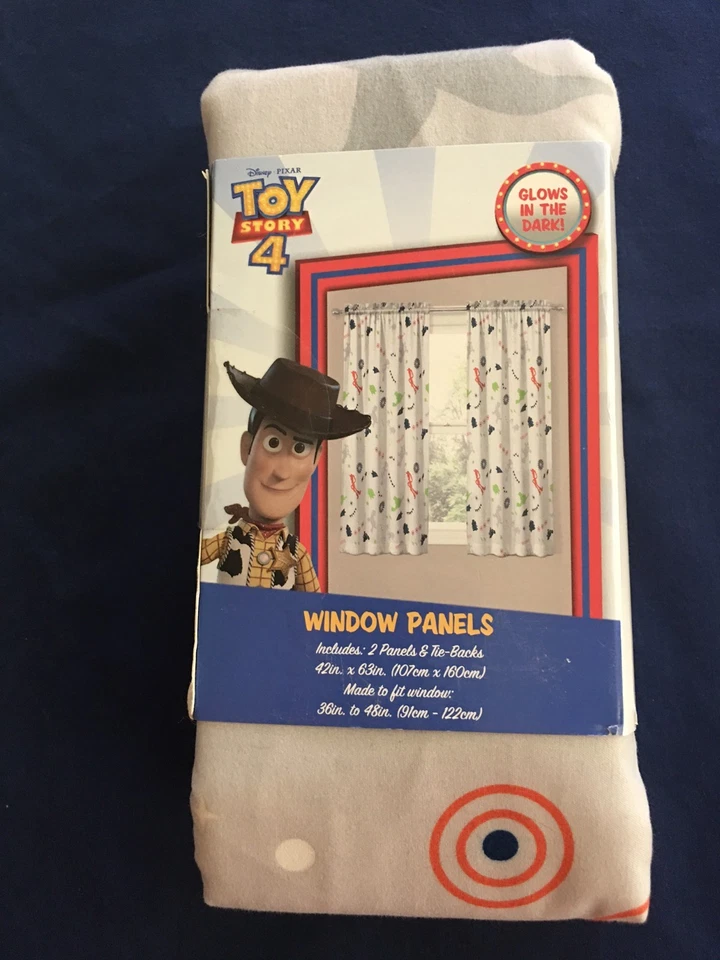 Disney · PIXAR
TOY
STORY
4
GLOWS
IN THE
DARK!
WINDOW PANELS
Includes: 2 Panels & Tie-Backs
42in. x 63in. (107cm x 160cm)
Made to fit window:
36in. to 48in. (91cm - 122cm)